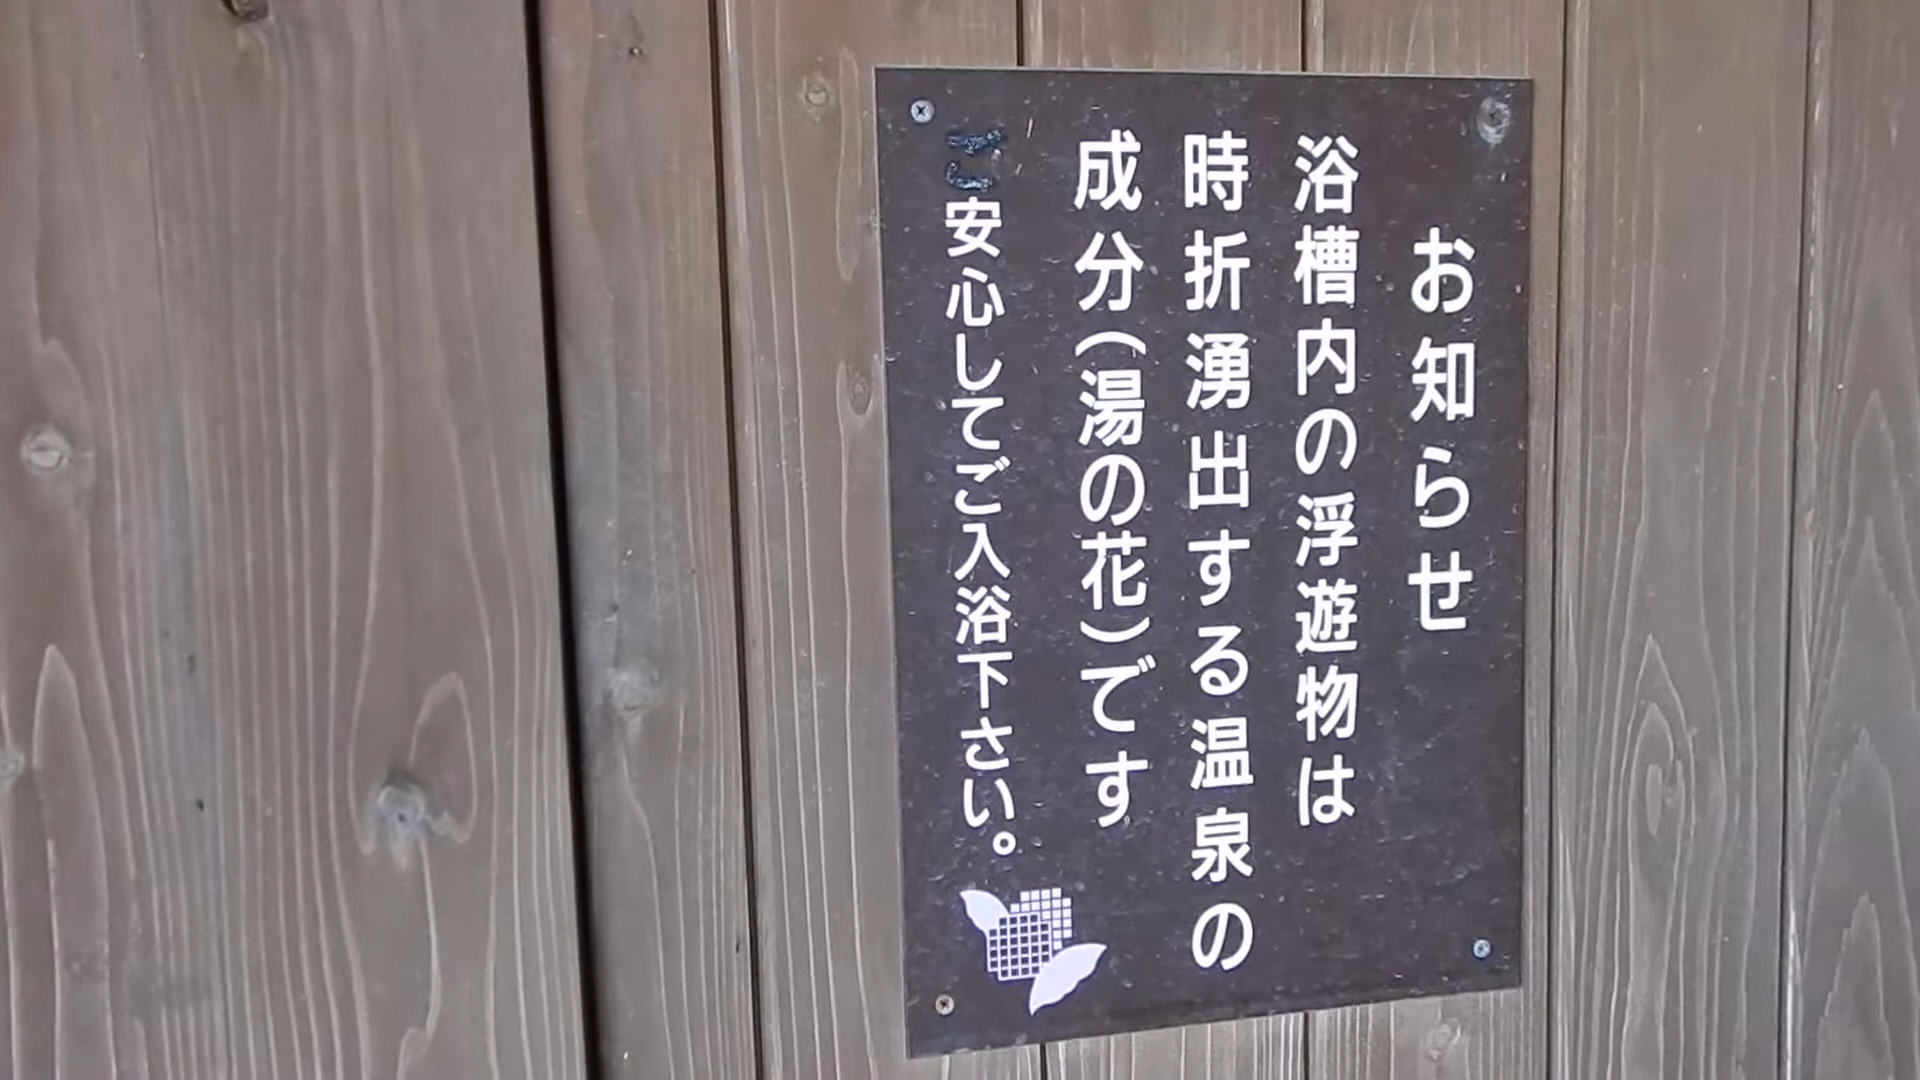 お知らせ
浴槽内の浮遊物は
時折湧出する温泉の
成分(湯の花)です
安心してご入浴下さい。